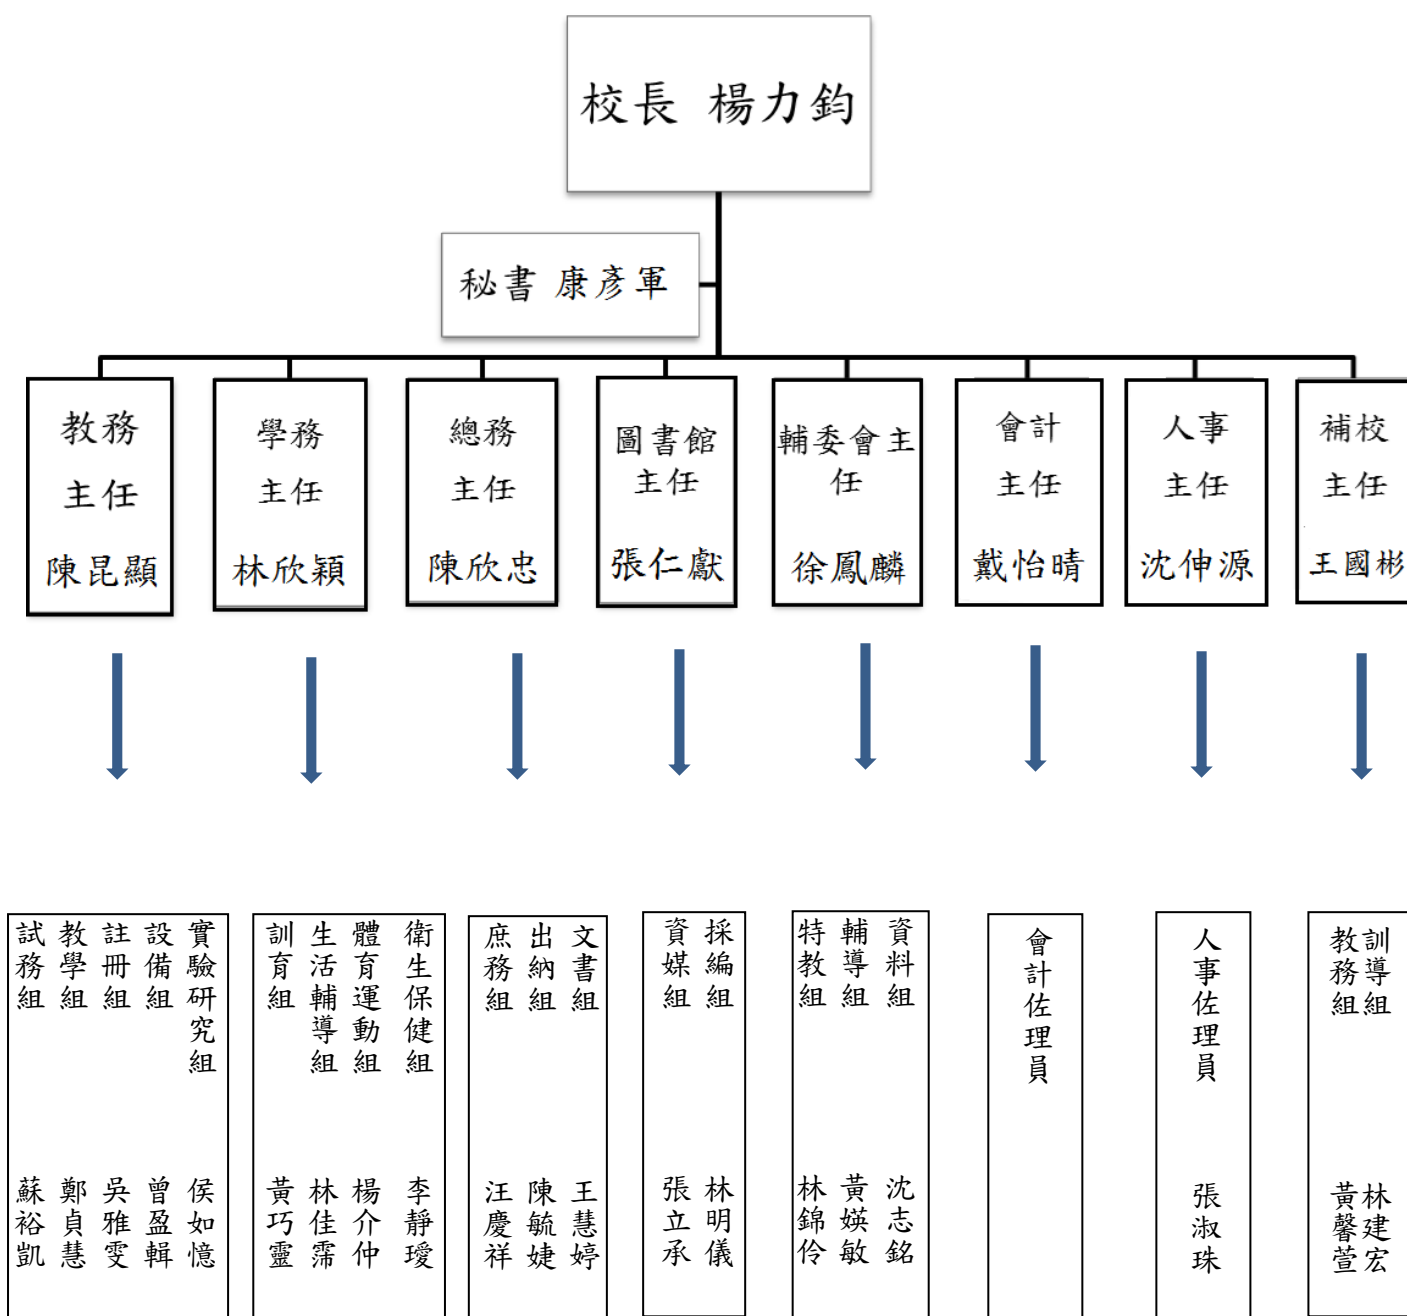 校長 楊力鈞
秘書 康彥軍
教務
主任
陳昆顯
學務
主任
林欣穎
總務
主任
陳欣忠
圖書館
主任
張仁獻
輔委會主
任
徐鳳麟
會計
主任
戴怡晴
人事
主任
沈伸源
補校
主任
王國彬
試務組 蘇裕凱
教學組 鄭貞慧
註冊組 吳雅雯
設備組 曾盈輯
實驗研究組 侯如憶
訓育組 黃巧靈
生活輔導組 林佳霈
體育運動組 楊介仲
衛生保健組 李靜璦
庶務組 汪慶祥
出納組 陳毓婕
文書組 王慧婷
資媒組 張立承
採編組 林明儀
特教組 林錦伶
輔導組 黃媖敏
資料組 沈志銘
會計佐理員
人事佐理員 張淑珠
教務組 黃馨萱
訓導組 林建宏